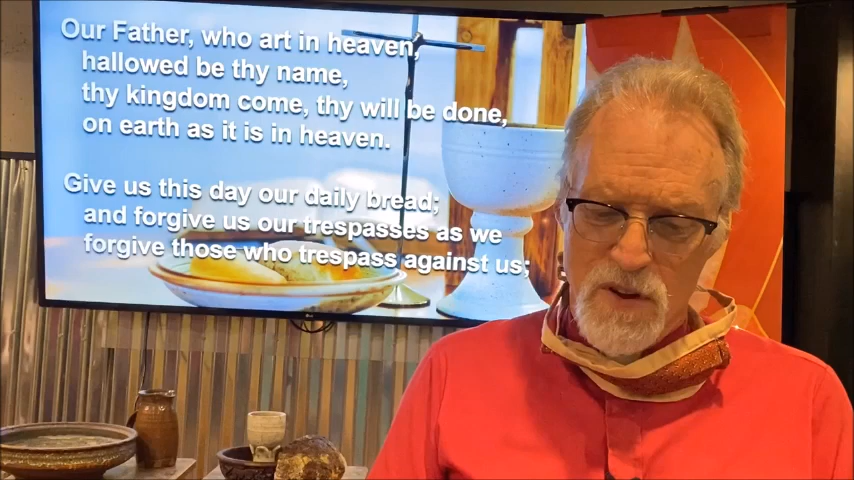 Our Father, who art in heaven,
hallowed be thy name,
thy kingdom come, thy will be done,
on earth as it is in heaven.
Give us this day our daily bread;
and forgive us our trespasses as we
forgive those who trespass against us;
LG